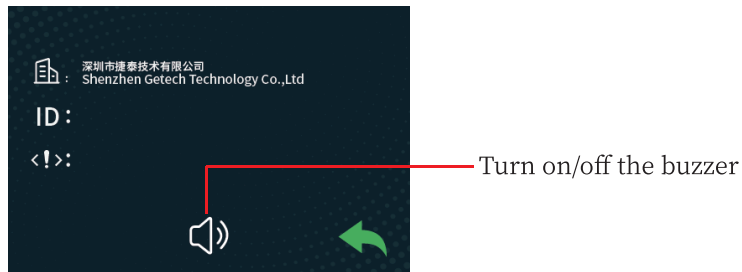 深圳市捷泰技术有限公司
: Shenzhen Getech Technology Co.,Ltd
ID:
<!>:
Turn on/off the buzzer